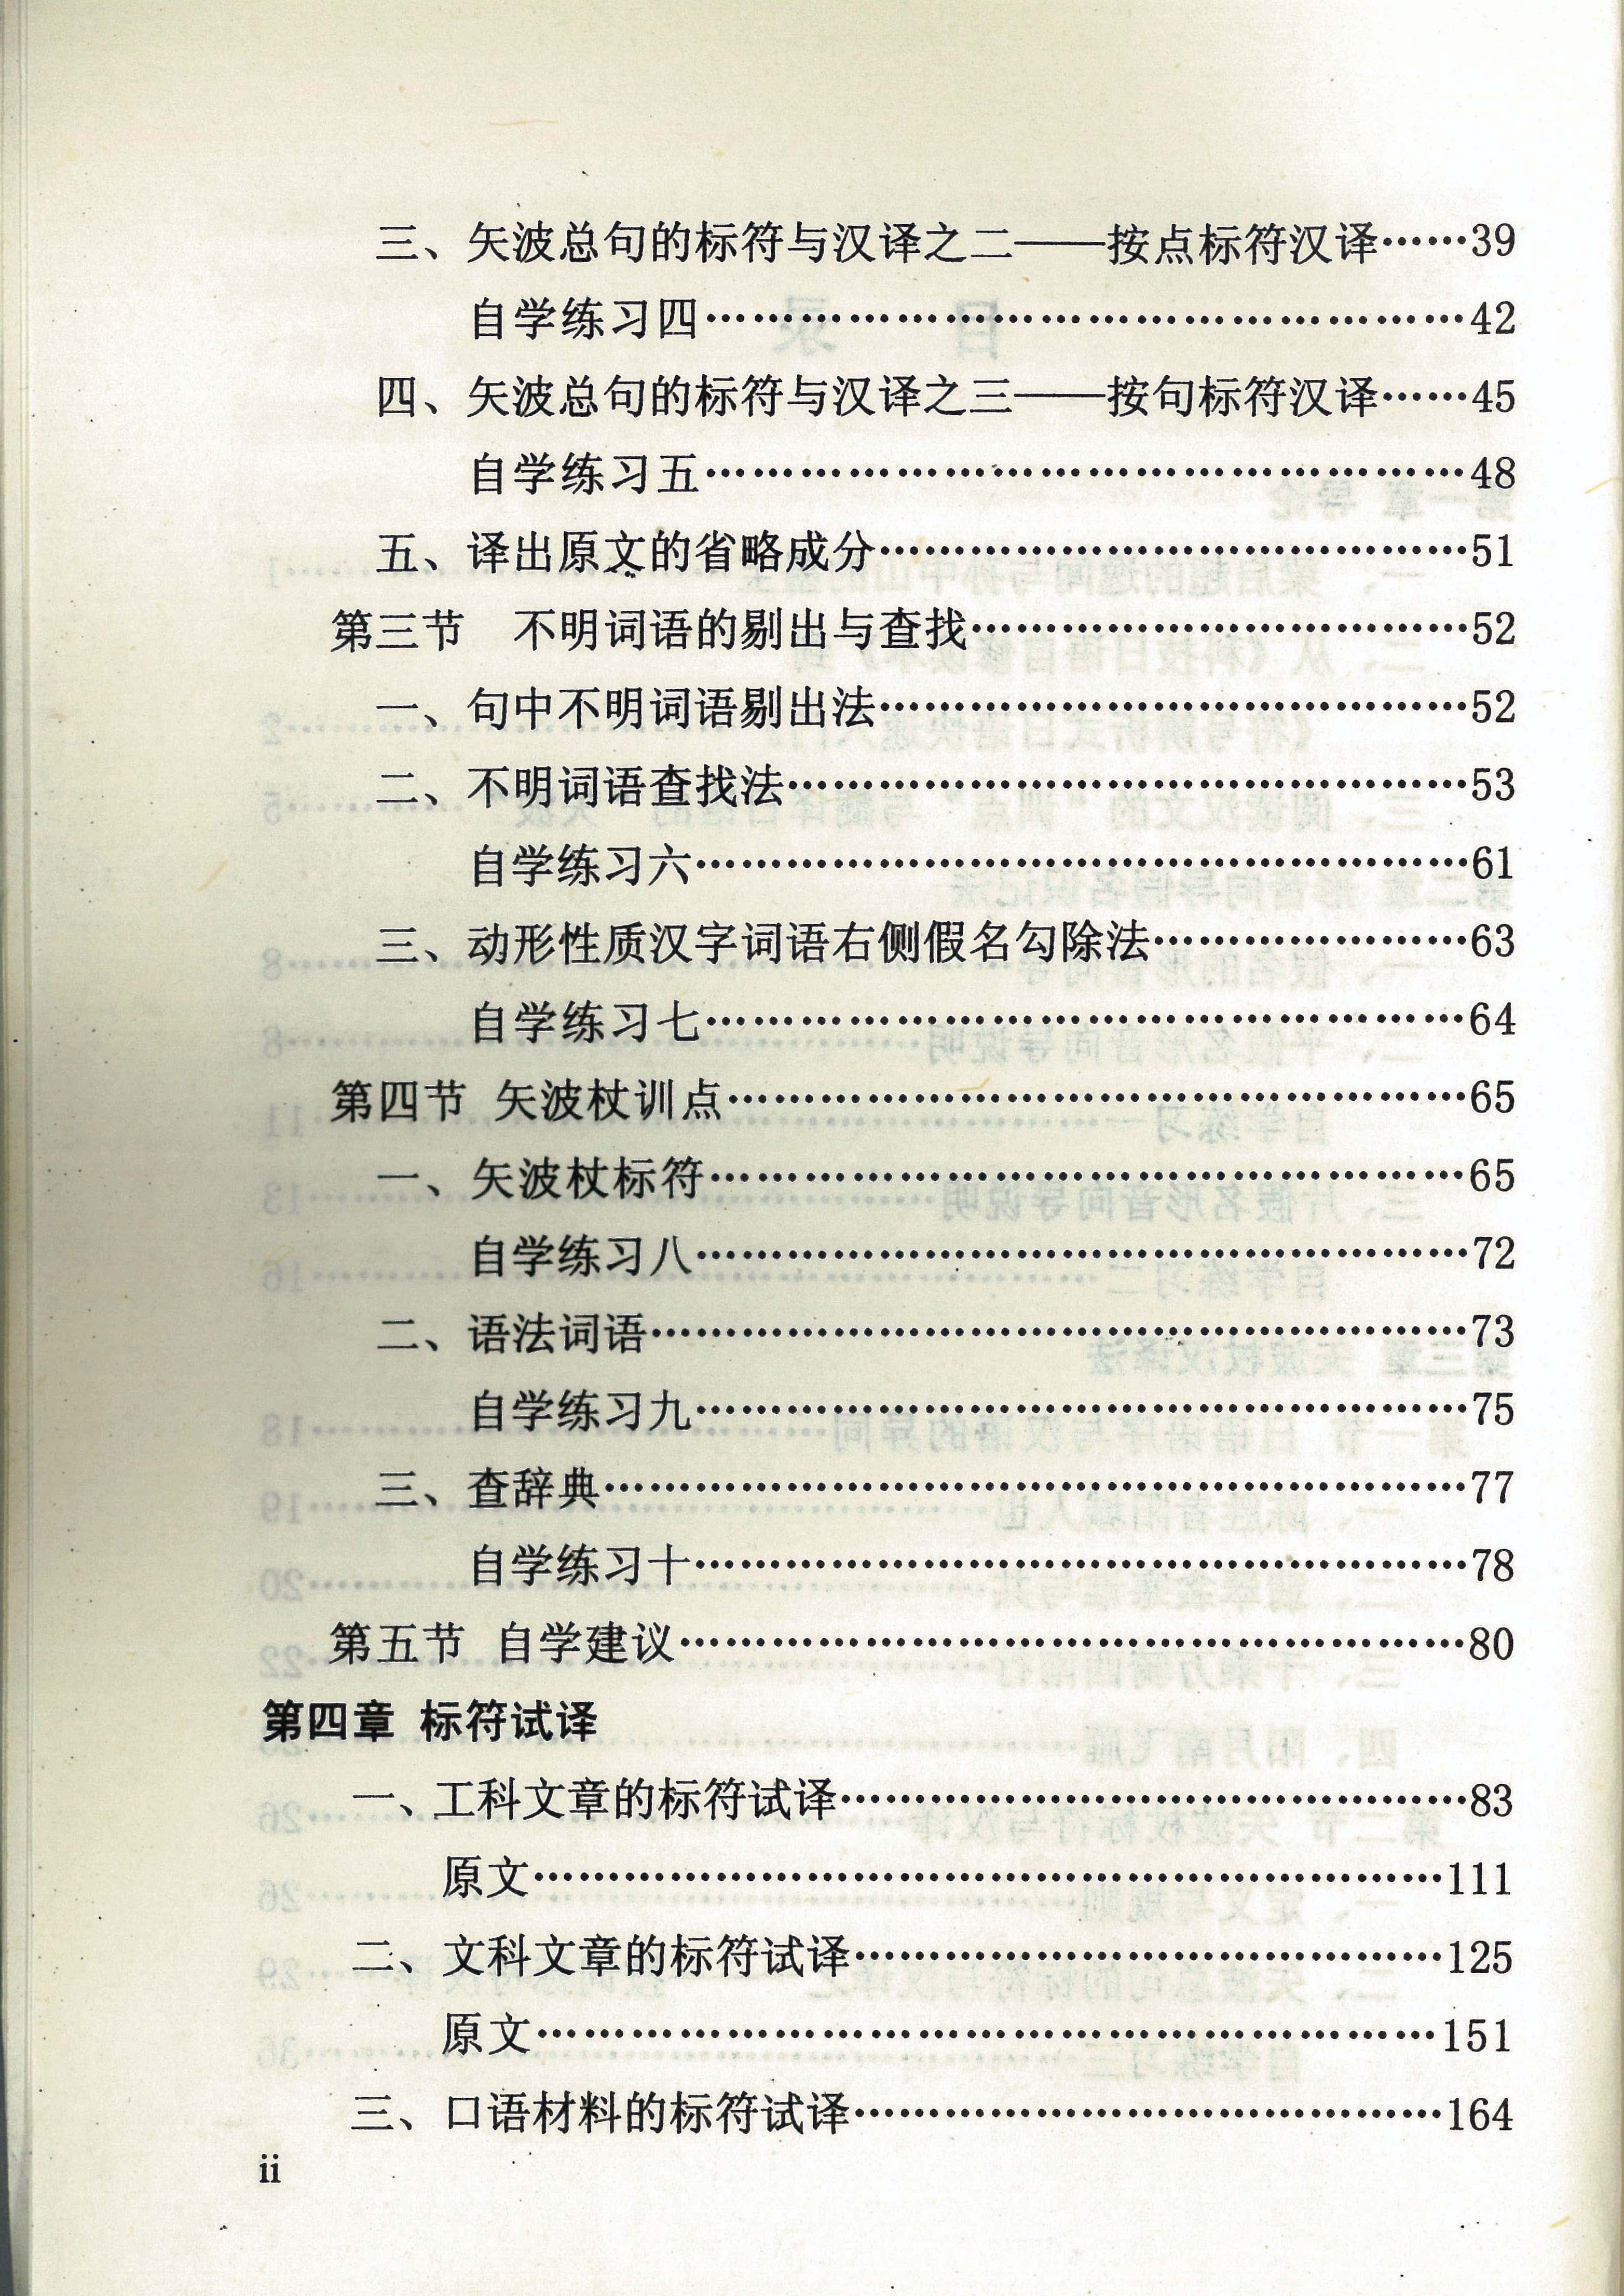 三、矢波总句的标符与汉译之二——按点标符汉译……39
自学练习四……42
四、矢波总句的标符与汉译之三——按句标符汉译……45
自学练习五……48
五、译出原文的省略成分……51
第三节 不明词语的剔出与查找……52
一、句中不明词语剔出法……52
二、不明词语查找法……53
自学练习六……61
三、动形性质汉字词语右侧假名勾除法……63
自学练习七……64
第四节 矢波杖训点……65
一、矢波杖标符……65
自学练习八……72
二、语法词语……73
自学练习九……75
三、查辞典……77
自学练习十……78
第五节 自学建议……80
第四章 标符试译
一、工科文章的标符试译……83
原文……111
二、文科文章的标符试译……125
原文……151
三、口语材料的标符试译……164
ii